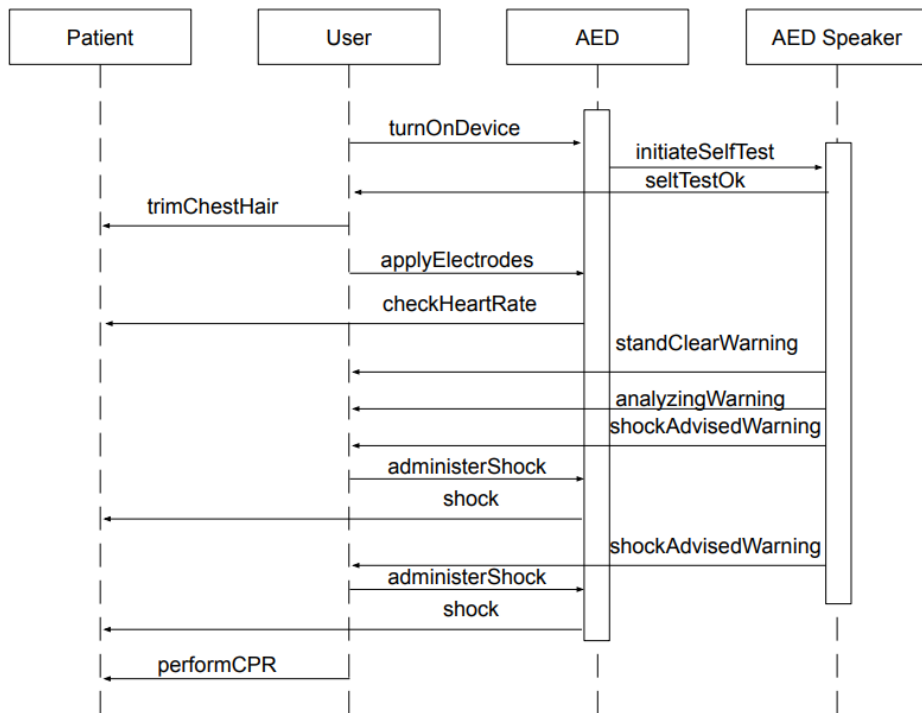 Patient
User
AED
AED Speaker
turnOnDevice
initiateSelfTest
seltTestOk
trimChestHair
applyElectrodes
checkHeartRate
standClearWarning
analyzingWarning
shockAdvisedWarning
administerShock
shock
shockAdvisedWarning
administerShock
shock
performCPR